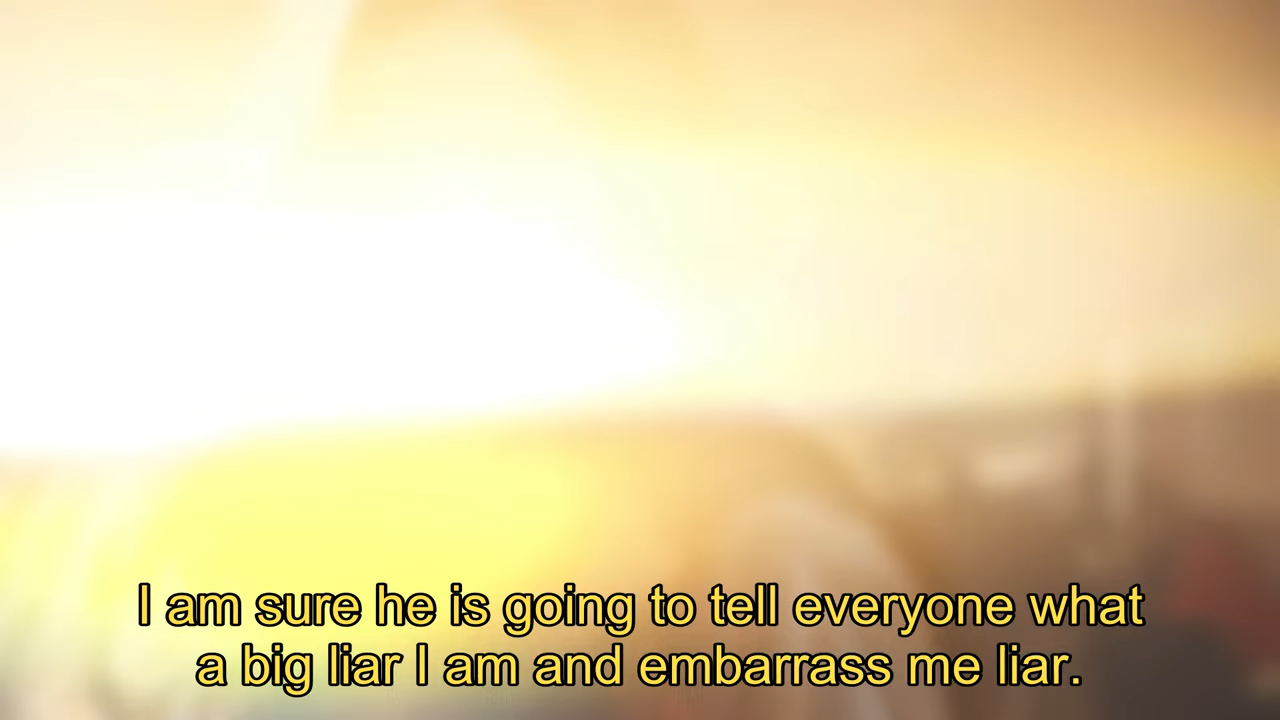 I am sure he is going to tell everyone what
a big liar I am and embarrass me liar.